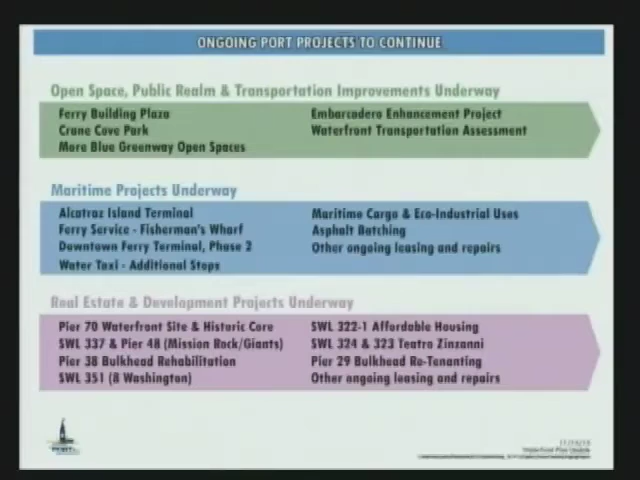 ONGOING PORT PROJECTS TO CONTINUE
Open Space, Public Realm & Transportation Improvements Underway
Ferry Building Plaza
Crane Cove Park
More Blue Greenway Open Spaces
Embarcadero Enhancement Project
Waterfront Transportation Assessment
Maritime Projects Underway
Alcatraz Island Terminal
Ferry Service - Fisherman's Wharf
Downtown Ferry Terminal, Phase 2
Water Taxi - Additional Stops
Maritime Cargo & Eco-Industrial Uses
Asphalt Batching
Other ongoing leasing and repairs
Real Estate & Development Projects Underway
Pier 70 Waterfront Site & Historic Core
SWL 337 & Pier 48 (Mission Rock/Giants)
Pier 38 Bulkhead Rehabilitation
SWL 351 (8 Washington)
SWL 322-1 Affordable Housing
SWL 324 & 323 Teatro Zinzanni
Pier 29 Bulkhead Re-Tenanting
Other ongoing leasing and repairs
Waterfront Plan Update